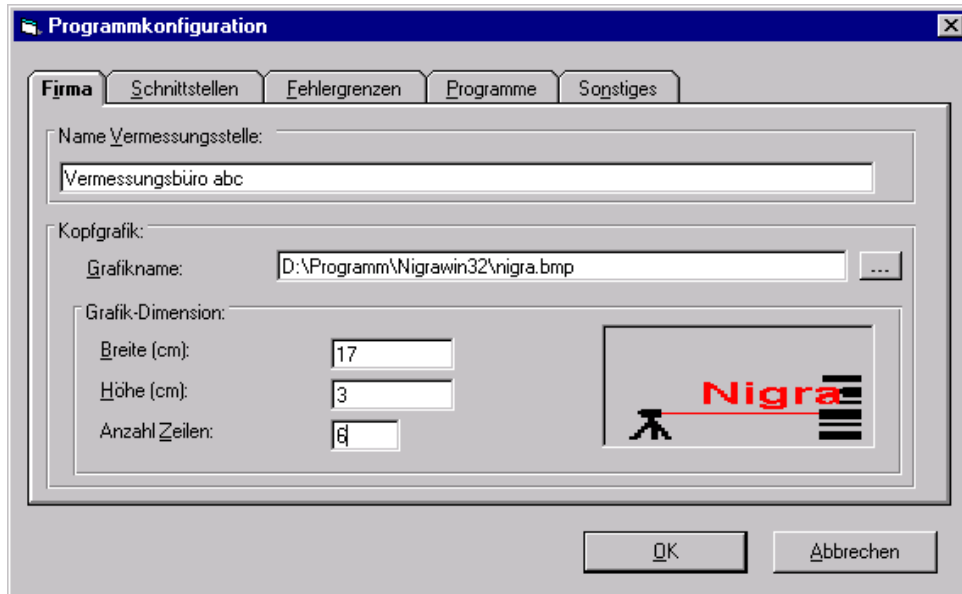 Programmkonfiguration
Firma Schnittstellen Fehlergrenzen Programme Sonstiges
Name Vermessungsstelle:
Vermessungsbüro abc
Kopfgrafik:
Grafikname: D:\Programm\Nigrawin32\nigra.bmp ...
Grafik-Dimension:
Breite (cm): 17
Höhe (cm): 3
Anzahl Zeilen: 6
Nigra
OK Abbrechen